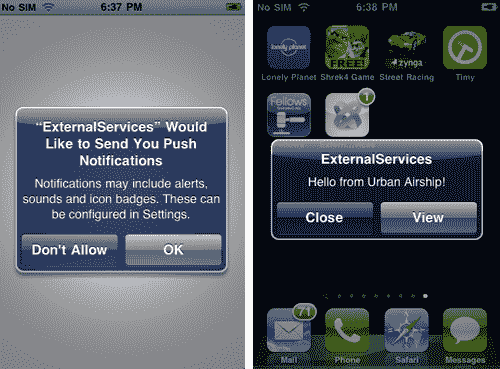 No SIM 6:37 PM
“ExternalServices” Would
Like to Send You Push
Notifications
Notifications may include alerts,
sounds and icon badges. These can
be configured in Settings.
Don't Allow OK
No SIM 6:38 PM
lonely planet FREE! zynga
Lonely Planet Shrek4 Game Street Racing Tiny
Fellows 1
ExternalServices
Hello from Urban Airship!
Close View
71
Mail Phone Safari Messages